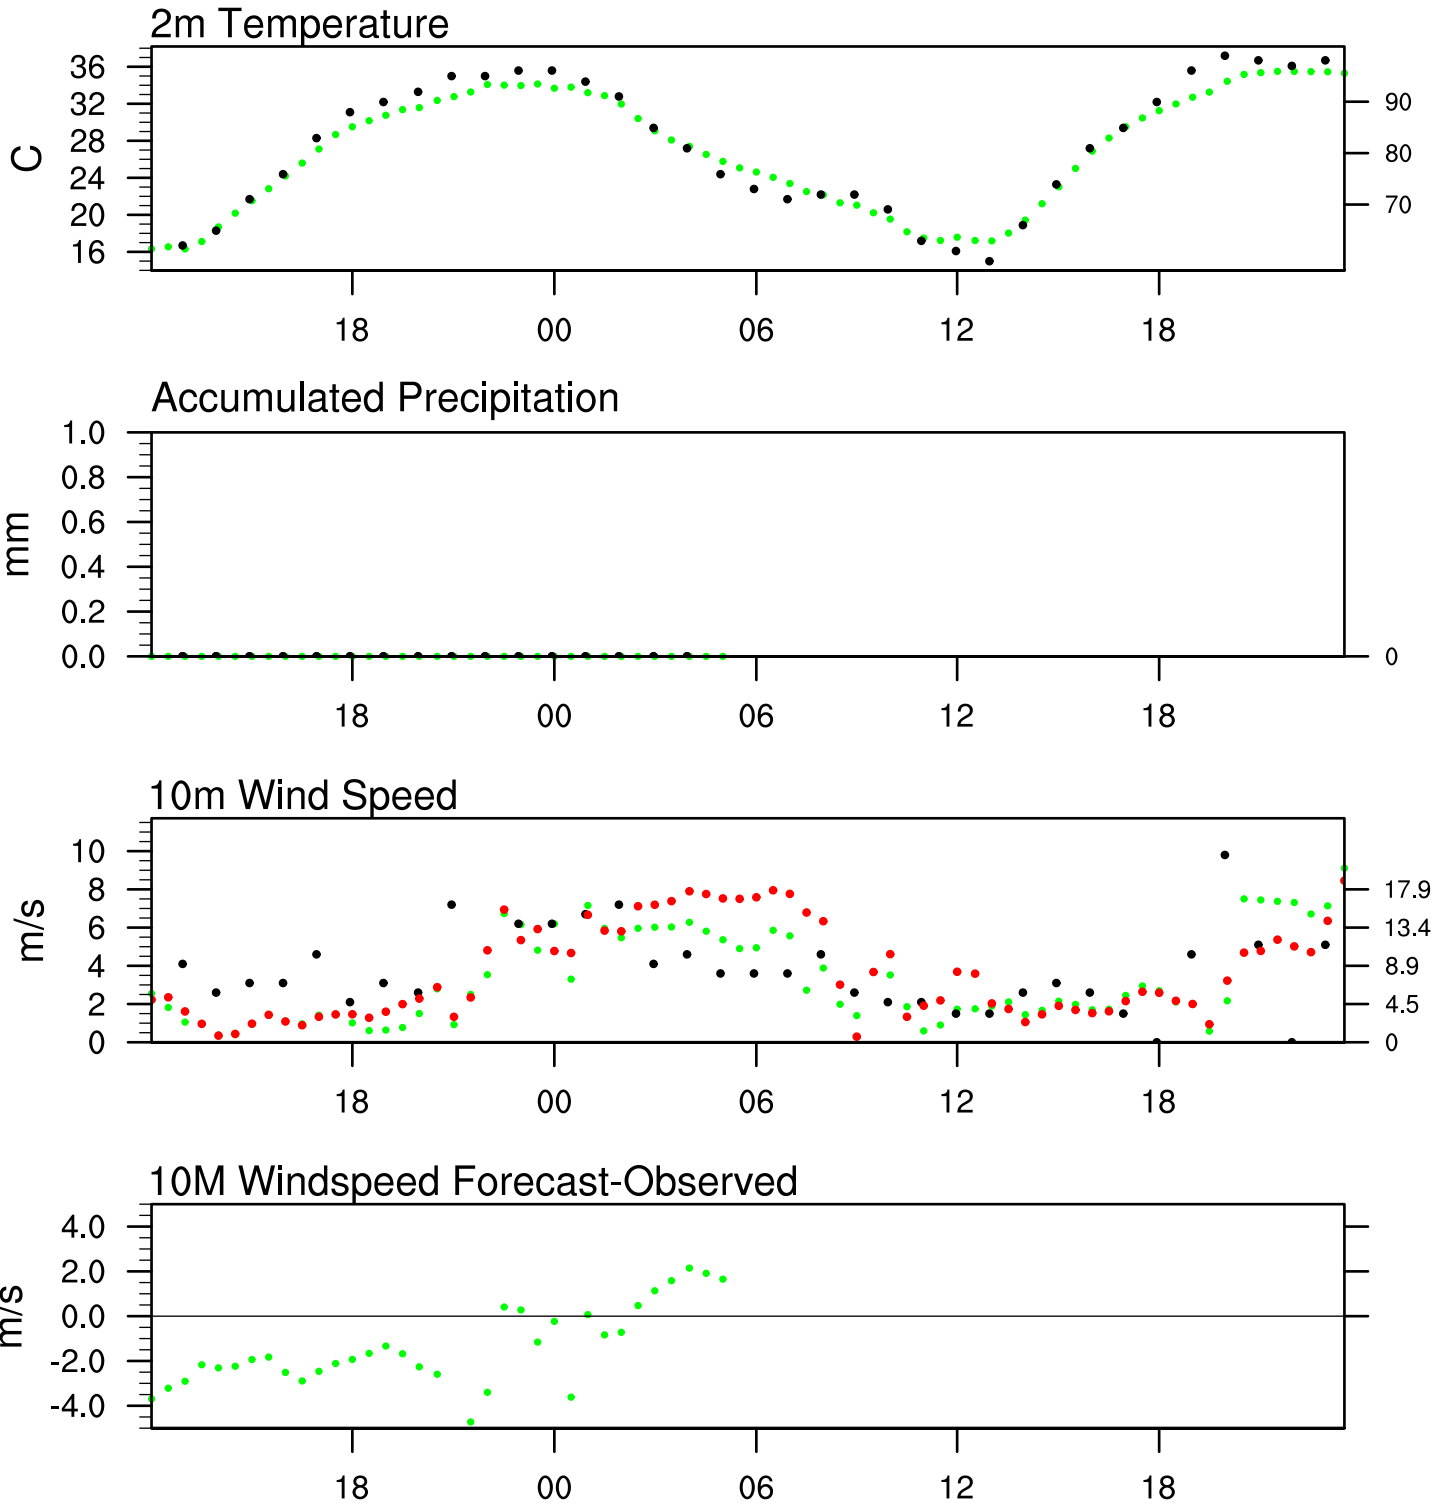 2m Temperature
36
32
28
24
20
16
C
90
80
70
18 00 06 12 18
Accumulated Precipitation
1.0
0.8
0.6
0.4
0.2
0.0
mm
0
18 00 06 12 18
10m Wind Speed
10
8
6
4
2
0
m/s
17.9
13.4
8.9
4.5
0
18 00 06 12 18
10M Windspeed Forecast-Observed
4.0
2.0
0.0
-2.0
-4.0
m/s
18 00 06 12 18